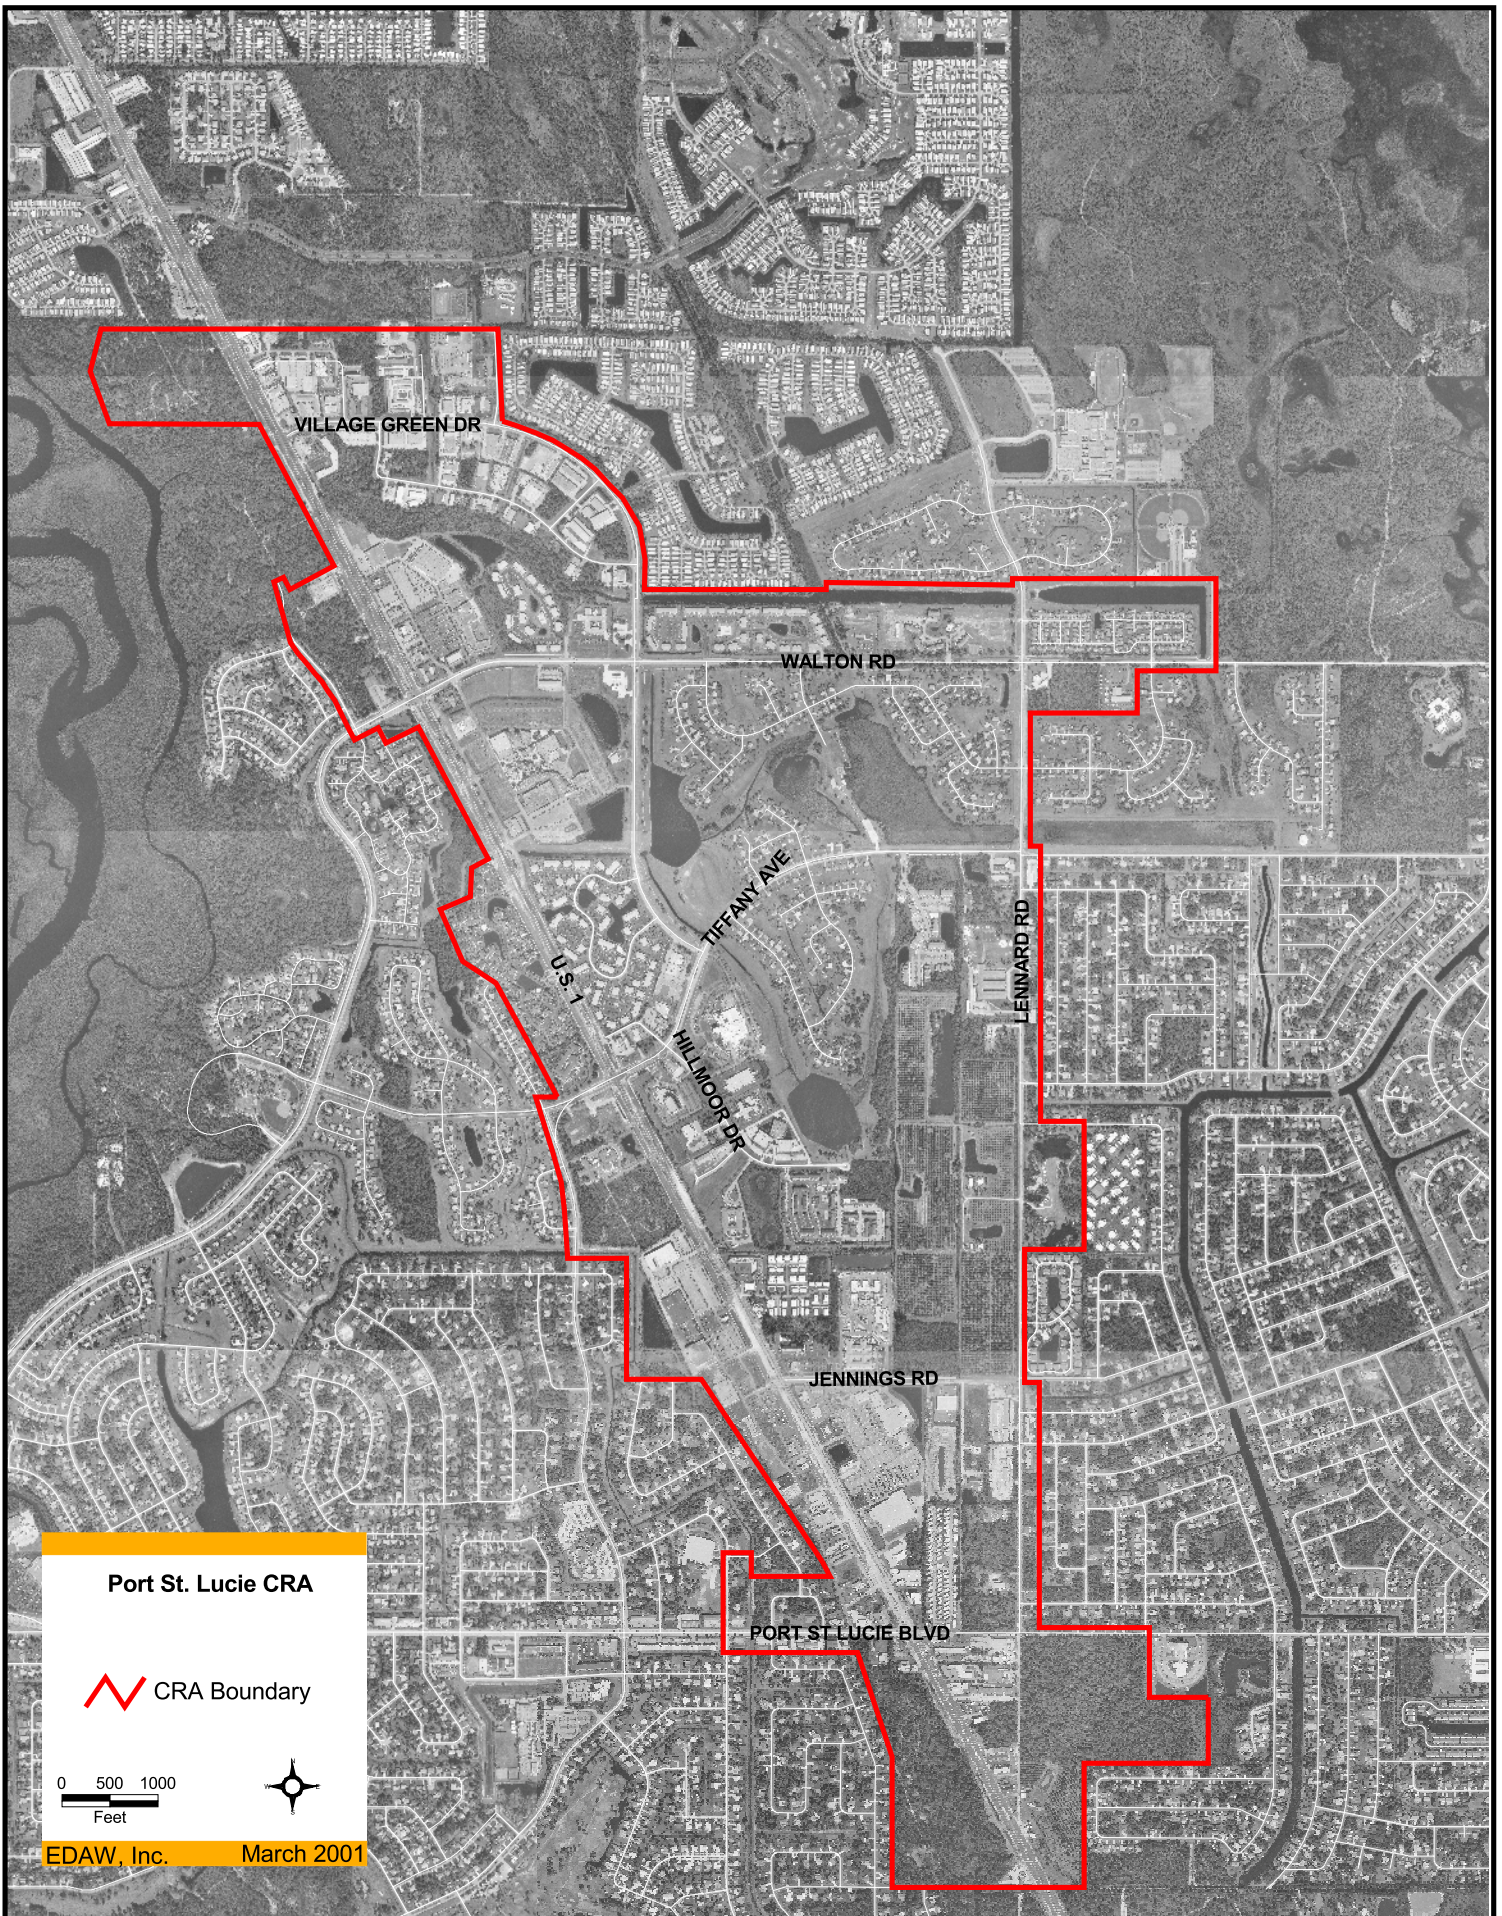 VILLAGE GREEN DR
WALTON RD
TIFFANY AVE
LENNARD RD
U.S. 1
HILLMOOR DR
JENNINGS RD
PORT ST LUCIE BLVD
Port St. Lucie CRA
CRA Boundary
0 500 1000
Feet
N
W E
S
EDAW, Inc. March 2001